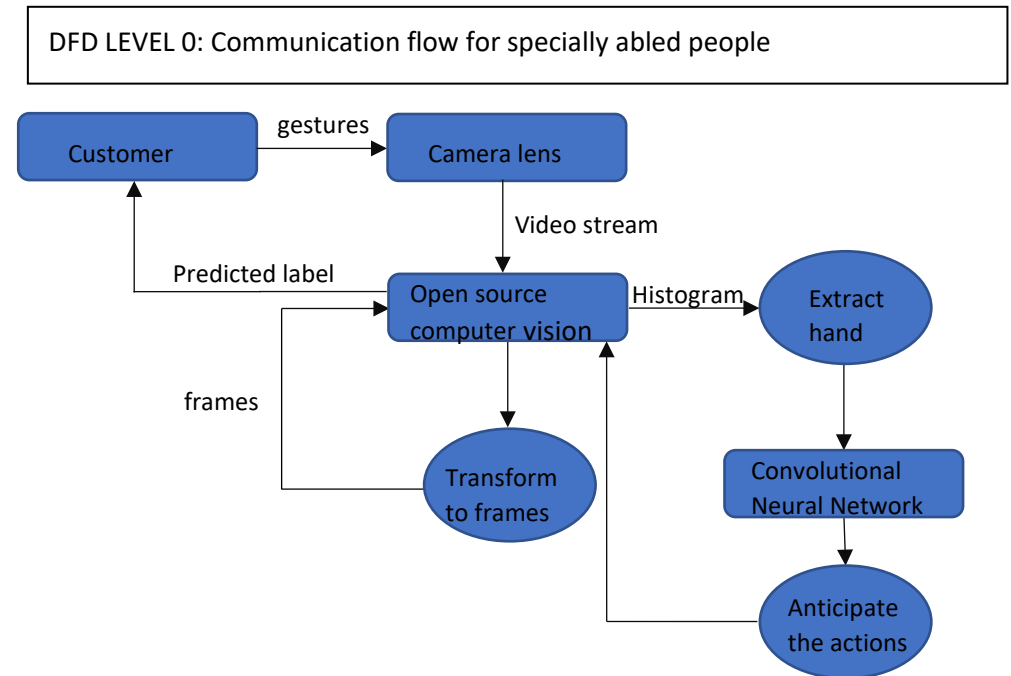 DFD LEVEL 0: Communication flow for specially abled people
gestures
Customer
Camera lens
Video stream
Predicted label
Open source
computer vision
Histogram
Extract
hand
frames
Transform
to frames
Convolutional
Neural Network
Anticipate
the actions